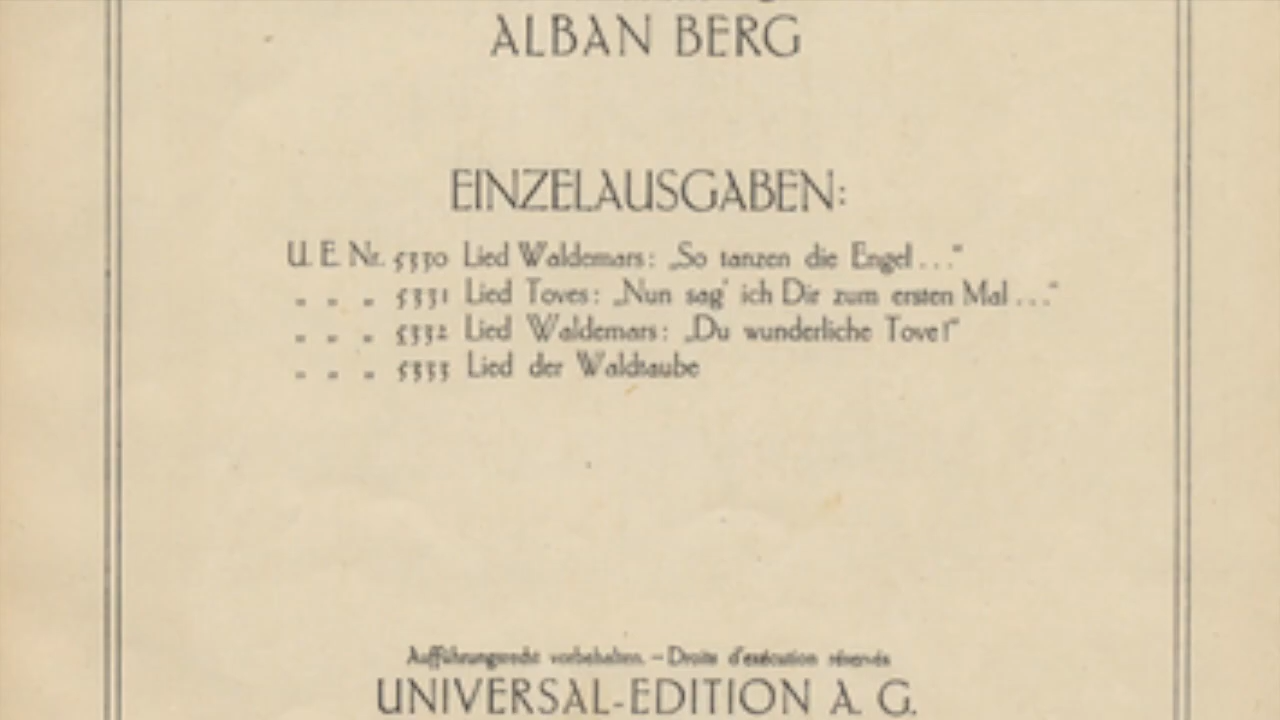 ALBAN BERG
EINZELAUSGABEN:
U. E. Nr. 5330 Lied Waldemars: „So tanzen die Engel . . .“
„ „ „ 5331 Lied Toves: „Nun sag' ich Dir zum ersten Mal . . .“
„ „ „ 5332 Lied Waldemars: „Du wunderliche Tove!“
„ „ „ 5333 Lied der Waldtaube
Aufführungsrecht vorbehalten. — Droits d'exécution réservés
UNIVERSAL-EDITION A. G.